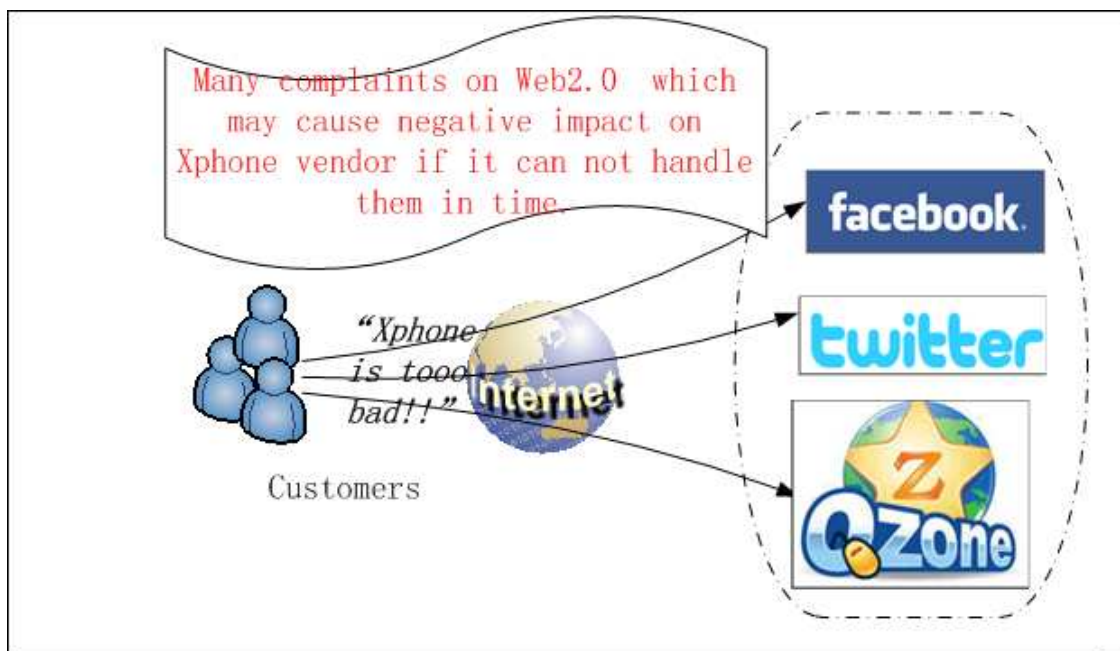 Many complaints on Web2.0 which
may cause negative impact on
Xphone vendor if it can not handle
them in time.
facebook.
“Xphone
is tooo
bad!!”
Internet
twitter
Customers
Z
QZone